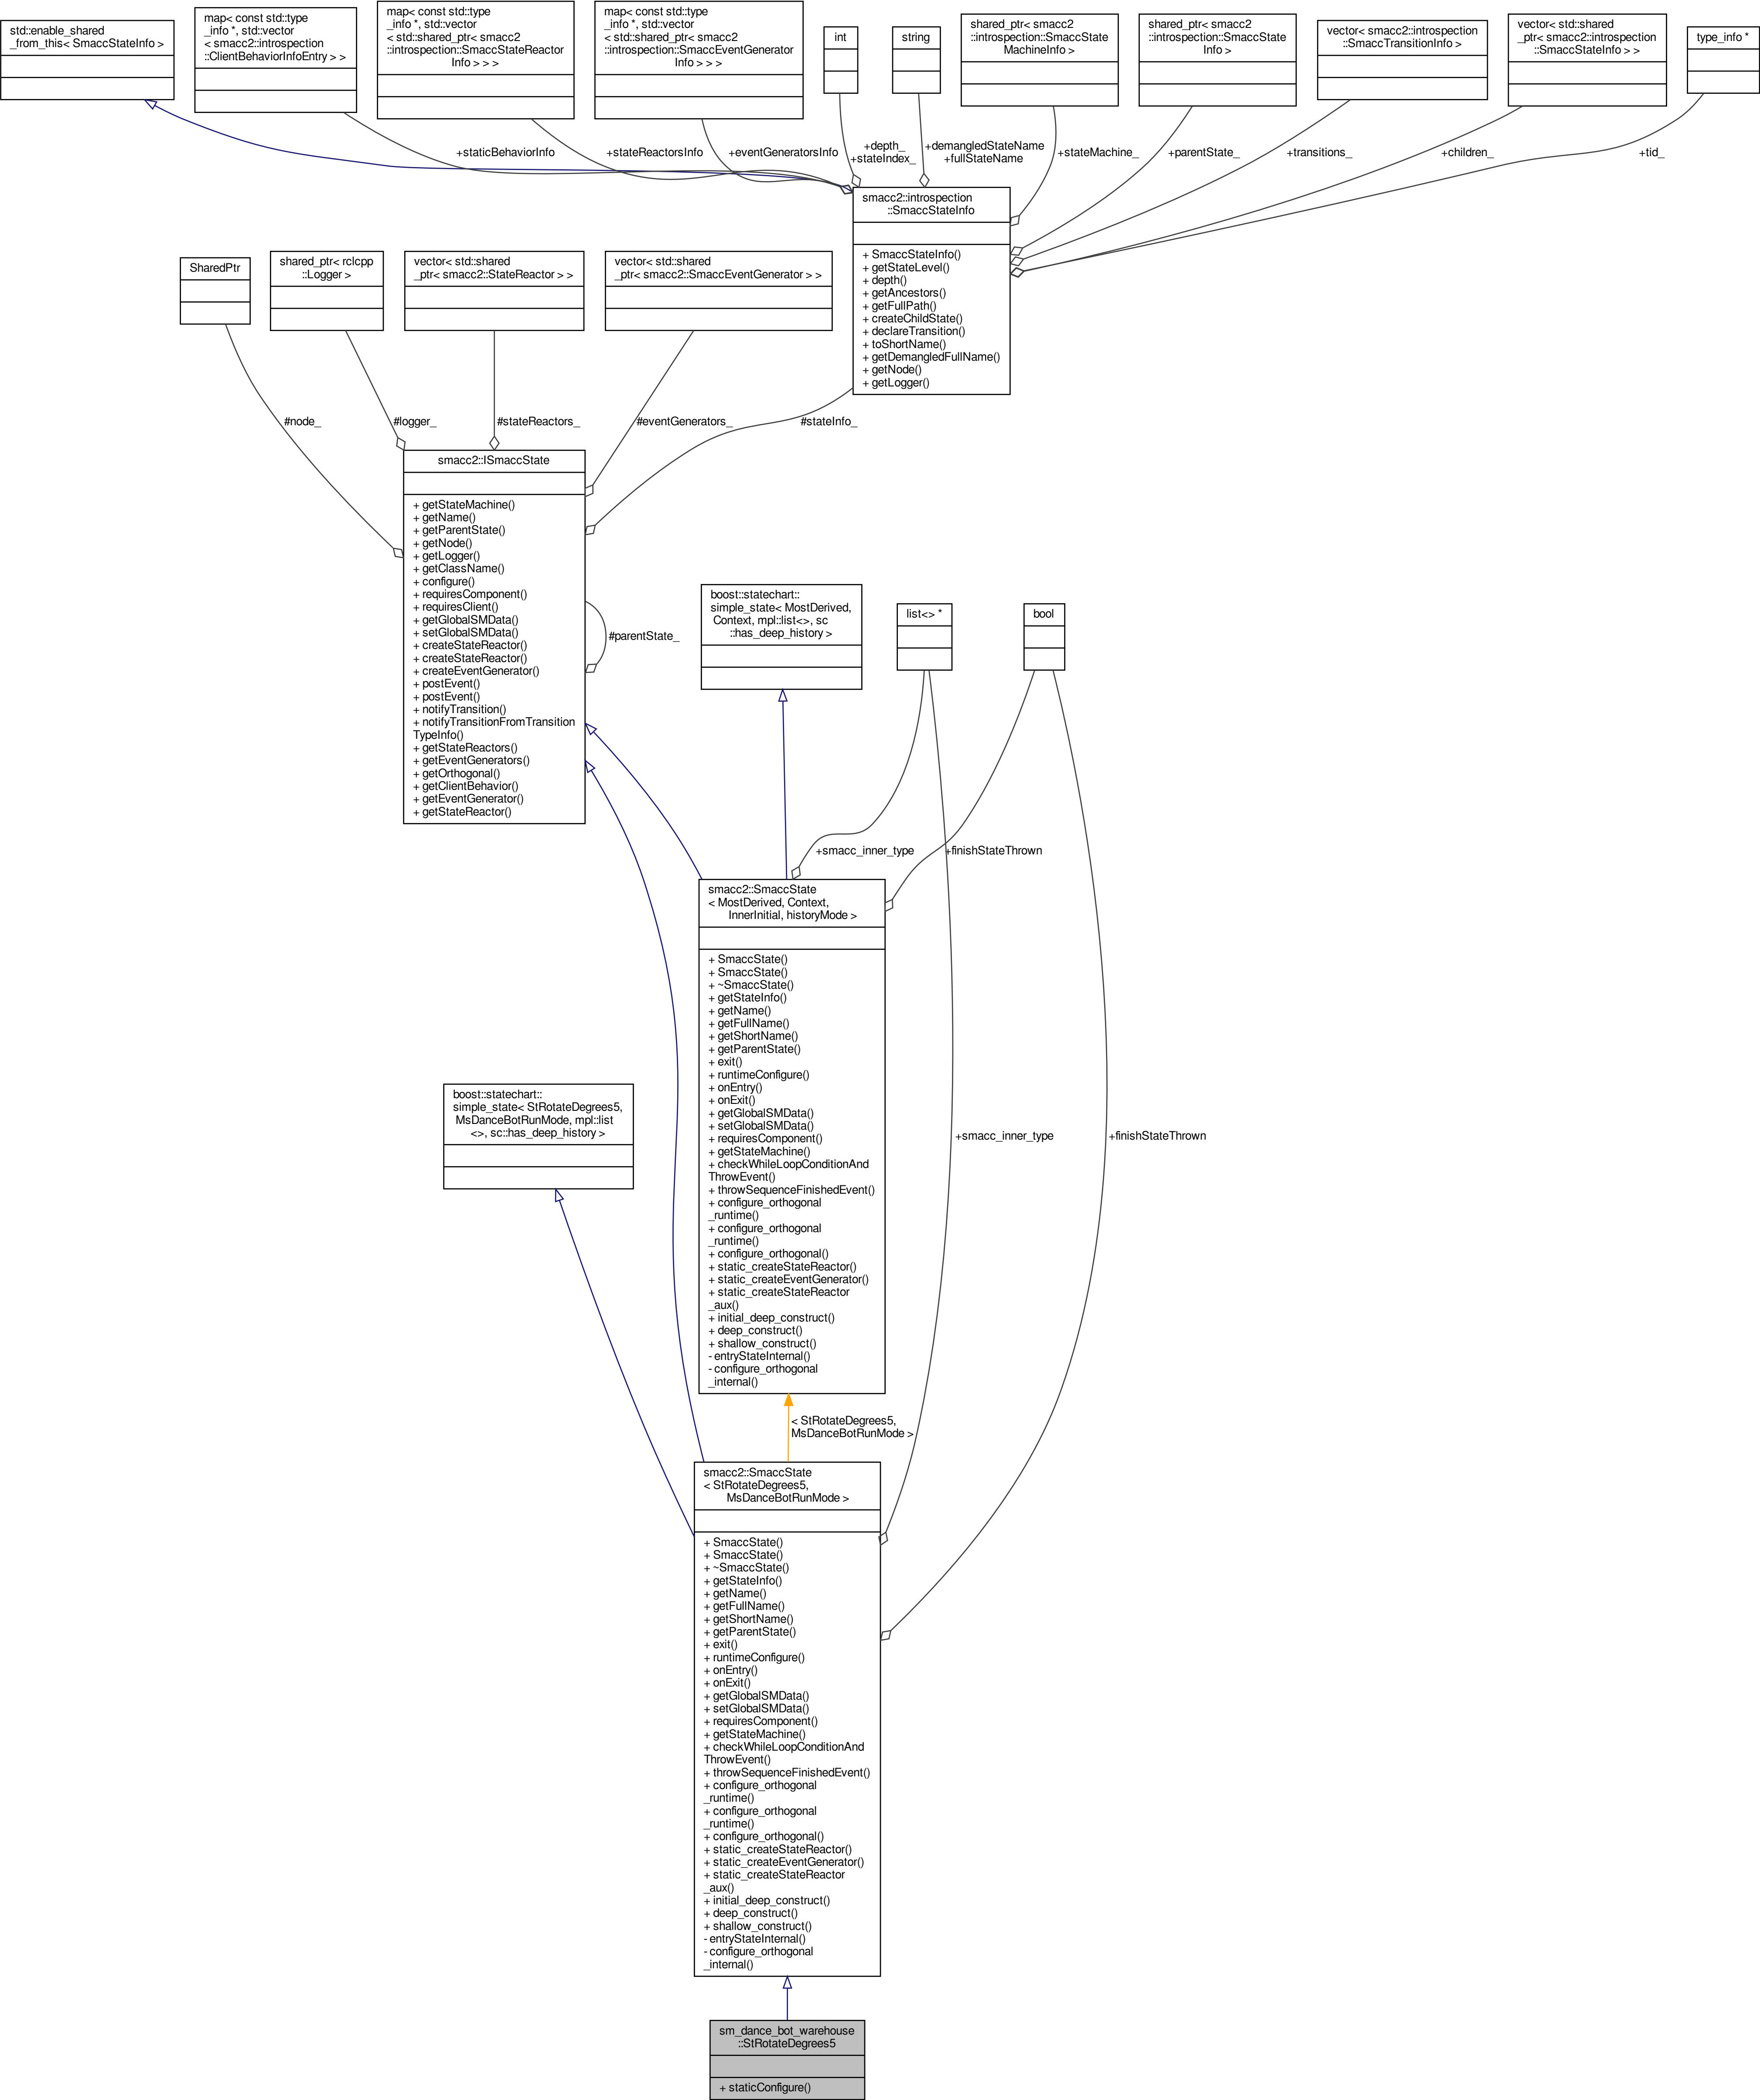 std::enable_shared
_from_this< SmaccStateInfo >
map< const std::type
_info *, std::vector
< smacc2::introspection
::ClientBehaviorInfoEntry > >
map< const std::type
_info *, std::vector
< std::shared_ptr< smacc2
::introspection::SmaccStateReactor
Info > > >
map< const std::type
_info *, std::vector
< std::shared_ptr< smacc2
::introspection::SmaccEventGenerator
Info > > >
int
string
shared_ptr< smacc2
::introspection::SmaccState
MachineInfo >
shared_ptr< smacc2
::introspection::SmaccState
Info >
vector< smacc2::introspection
::SmaccTransitionInfo >
vector< std::shared
_ptr< smacc2::introspection
::SmaccStateInfo > >
type_info *
+staticBehaviorInfo
+stateReactorsInfo
+eventGeneratorsInfo
+depth_
+stateIndex_
+demangledStateName
+fullStateName
+stateMachine_
+parentState_
+transitions_
+children_
+tid_
smacc2::introspection
::SmaccStateInfo
+ SmaccStateInfo()
+ getStateLevel()
+ depth()
+ getAncestors()
+ getFullPath()
+ createChildState()
+ declareTransition()
+ toShortName()
+ getDemangledFullName()
+ getNode()
+ getLogger()
SharedPtr
shared_ptr< rclcpp
::Logger >
vector< std::shared
_ptr< smacc2::StateReactor > >
vector< std::shared
_ptr< smacc2::SmaccEventGenerator > >
#node_
#logger_
#stateReactors_
#eventGenerators_
#stateInfo_
smacc2::ISmaccState
+ getStateMachine()
+ getName()
+ getParentState()
+ getNode()
+ getLogger()
+ getClassName()
+ configure()
+ requiresComponent()
+ requiresClient()
+ getGlobalSMData()
+ setGlobalSMData()
+ createStateReactor()
+ createStateReactor()
+ createEventGenerator()
+ postEvent()
+ postEvent()
+ notifyTransition()
+ notifyTransitionFromTransition
TypeInfo()
+ getStateReactors()
+ getEventGenerators()
+ getOrthogonal()
+ getClientBehavior()
+ getEventGenerator()
+ getStateReactor()
#parentState_
boost::statechart::
simple_state< MostDerived,
Context, mpl::list<>, sc
::has_deep_history >
list<> *
bool
+smacc_inner_type
+finishStateThrown
smacc2::SmaccState
< MostDerived, Context,
InnerInitial, historyMode >
+ SmaccState()
+ SmaccState()
+ ~SmaccState()
+ getStateInfo()
+ getName()
+ getFullName()
+ getShortName()
+ getParentState()
+ exit()
+ runtimeConfigure()
+ onEntry()
+ onExit()
+ getGlobalSMData()
+ setGlobalSMData()
+ requiresComponent()
+ getStateMachine()
+ checkWhileLoopConditionAnd
ThrowEvent()
+ throwSequenceFinishedEvent()
+ configure_orthogonal
_runtime()
+ configure_orthogonal
_runtime()
+ configure_orthogonal()
+ static_createStateReactor()
+ static_createEventGenerator()
+ static_createStateReactor
_aux()
+ initial_deep_construct()
+ deep_construct()
+ shallow_construct()
- entryStateInternal()
- configure_orthogonal
_internal()
boost::statechart::
simple_state< StRotateDegrees5,
MsDanceBotRunMode, mpl::list
<>, sc::has_deep_history >
+smacc_inner_type
+finishStateThrown
< StRotateDegrees5,
MsDanceBotRunMode >
smacc2::SmaccState
< StRotateDegrees5,
MsDanceBotRunMode >
+ SmaccState()
+ SmaccState()
+ ~SmaccState()
+ getStateInfo()
+ getName()
+ getFullName()
+ getShortName()
+ getParentState()
+ exit()
+ runtimeConfigure()
+ onEntry()
+ onExit()
+ getGlobalSMData()
+ setGlobalSMData()
+ requiresComponent()
+ getStateMachine()
+ checkWhileLoopConditionAnd
ThrowEvent()
+ throwSequenceFinishedEvent()
+ configure_orthogonal
_runtime()
+ configure_orthogonal
_runtime()
+ configure_orthogonal()
+ static_createStateReactor()
+ static_createEventGenerator()
+ static_createStateReactor
_aux()
+ initial_deep_construct()
+ deep_construct()
+ shallow_construct()
- entryStateInternal()
- configure_orthogonal
_internal()
sm_dance_bot_warehouse
::StRotateDegrees5
+ staticConfigure()